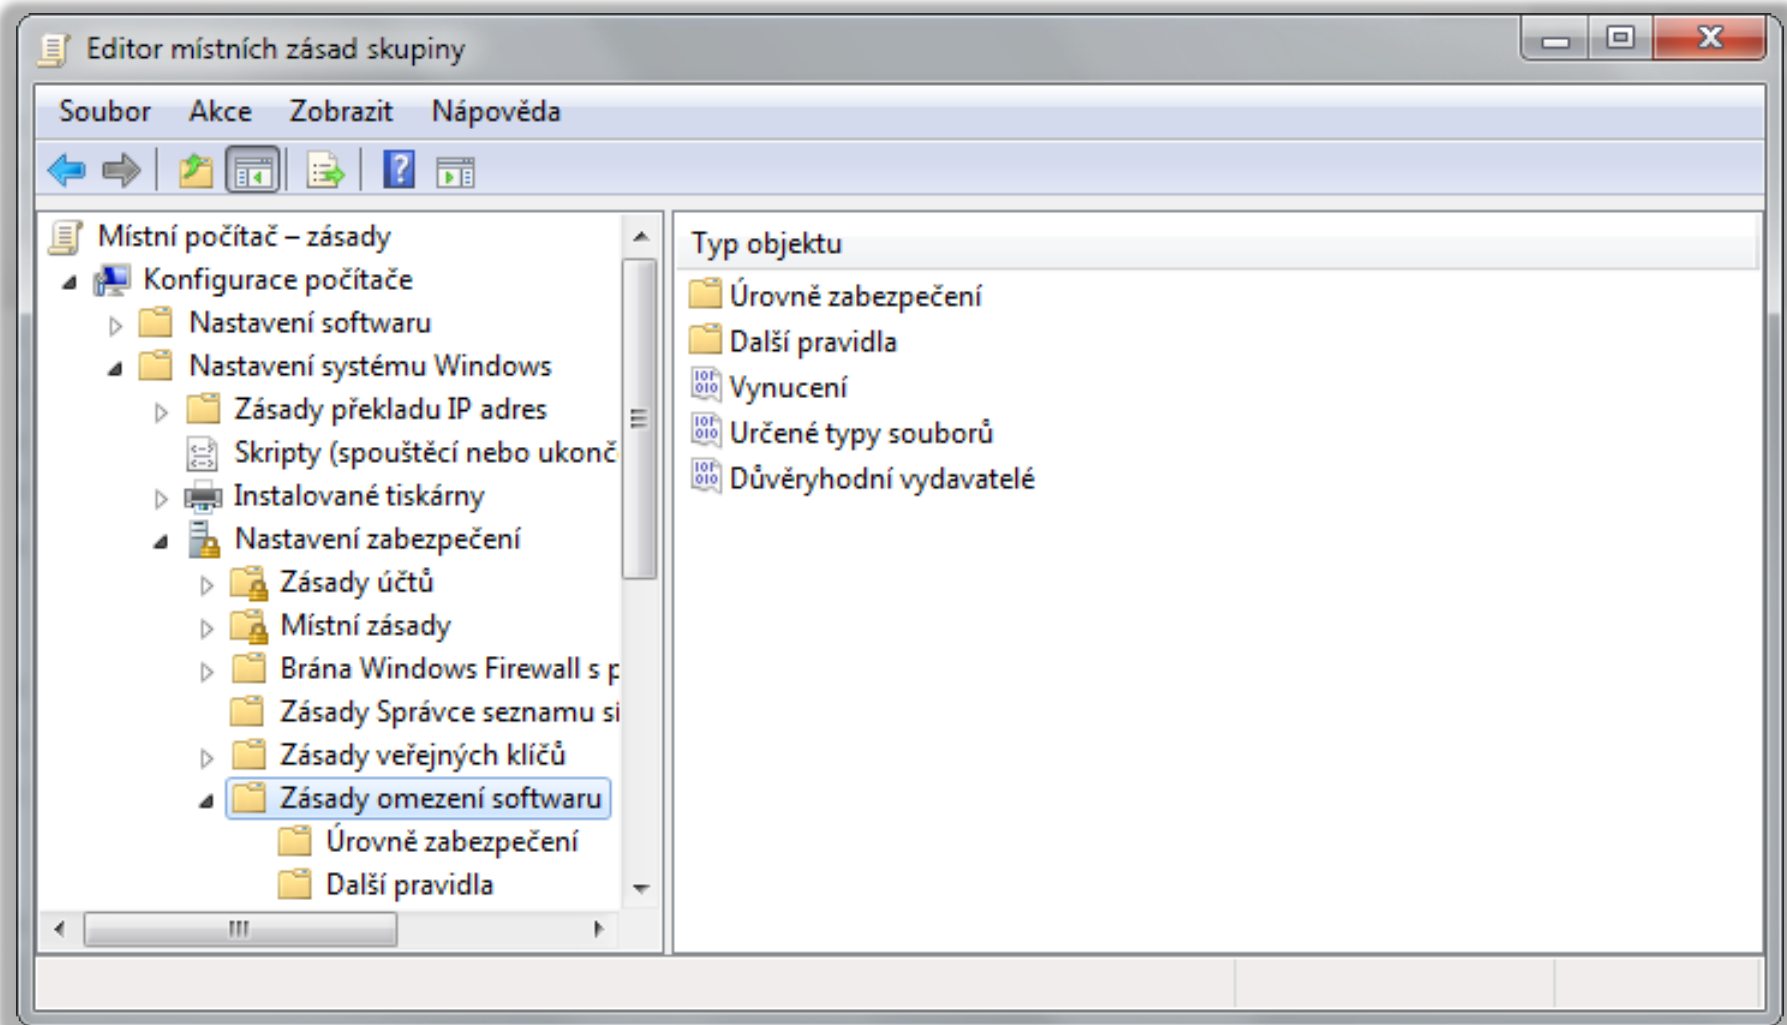 Editor místních zásad skupiny
Soubor Akce Zobrazit Nápověda
Místní počítač – zásady
Konfigurace počítače
Nastavení softwaru
Nastavení systému Windows
Zásady překladu IP adres
Skripty (spouštěcí nebo ukonč
Instalované tiskárny
Nastavení zabezpečení
Zásady účtů
Místní zásady
Brána Windows Firewall s p
Zásady Správce seznamu sí
Zásady veřejných klíčů
Zásady omezení softwaru
Úrovně zabezpečení
Další pravidla
Typ objektu
Úrovně zabezpečení
Další pravidla
Vynucení
Určené typy souborů
Důvěryhodní vydavatelé